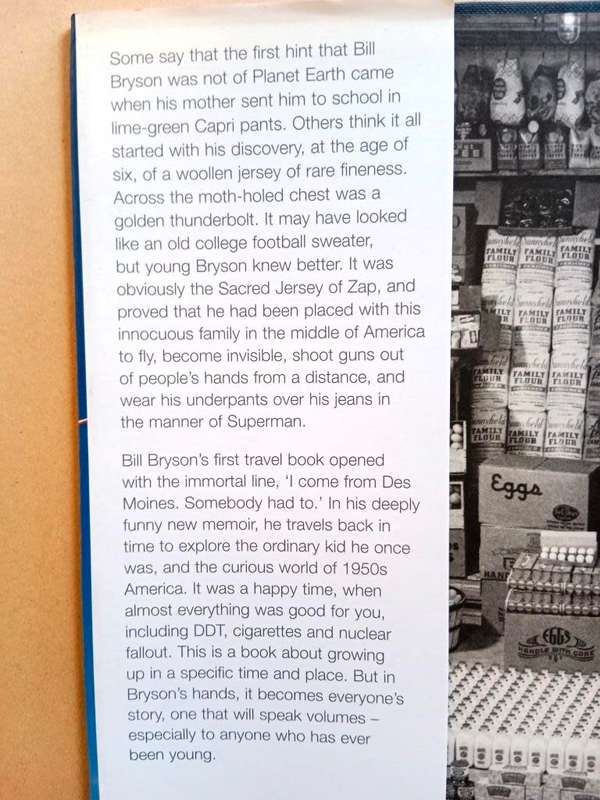 Some say that the first hint that Bill
Bryson was not of Planet Earth came
when his mother sent him to school in
lime-green Capri pants. Others think it all
started with his discovery, at the age of
six, of a woollen jersey of rare fineness.
Across the moth-holed chest was a
golden thunderbolt. It may have looked
like an old college football sweater,
but young Bryson knew better. It was
obviously the Sacred Jersey of Zap, and
proved that he had been placed with this
innocuous family in the middle of America
to fly, become invisible, shoot guns out
of people's hands from a distance, and
wear his underpants over his jeans in
the manner of Superman.
Bill Bryson's first travel book opened
with the immortal line, 'I come from Des
Moines. Somebody had to.' In his deeply
funny new memoir, he travels back in
time to explore the ordinary kid he once
was, and the curious world of 1950s
America. It was a happy time, when
almost everything was good for you,
including DDT, cigarettes and nuclear
fallout. This is a book about growing
up in a specific time and place. But in
Bryson's hands, it becomes everyone's
story, one that will speak volumes –
especially to anyone who has ever
been young.
FAMILY FLOUR
FAMILY FLOUR
FAMILY FLOUR
FAMILY FLOUR
Eggs
HANDLE WITH CARE